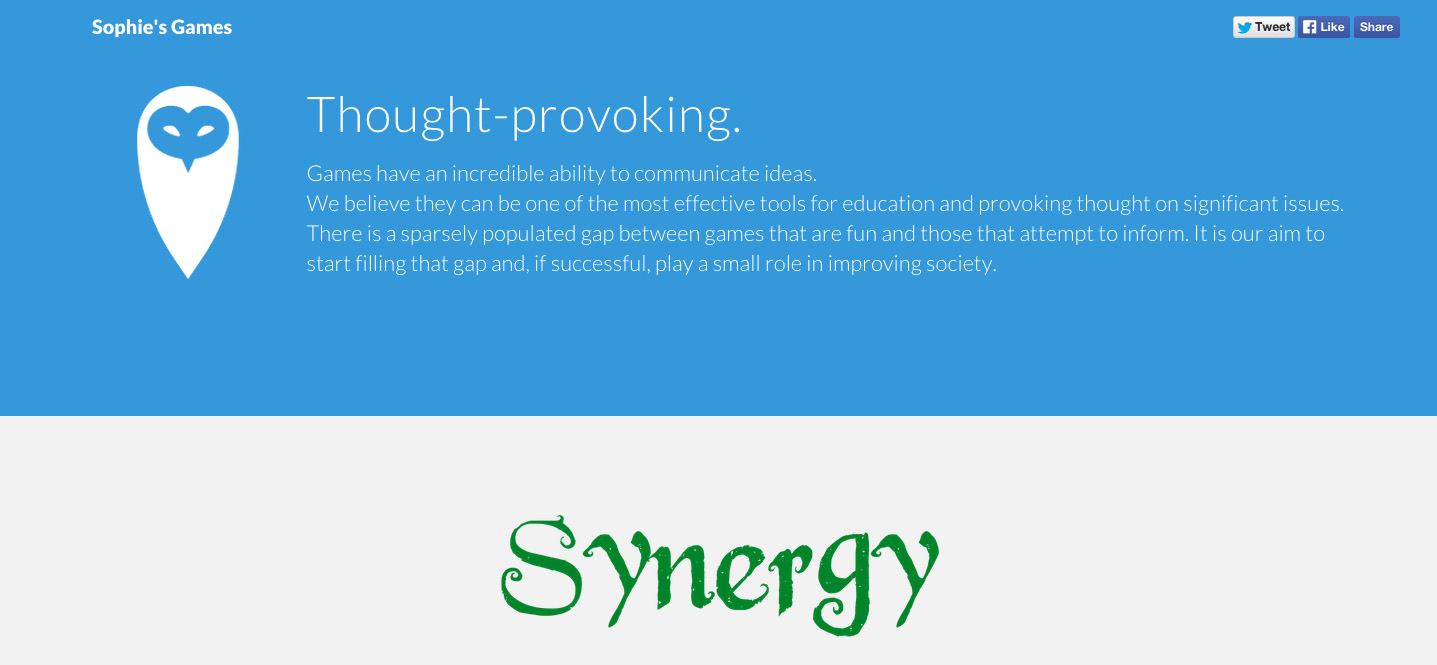 Sophie's Games
Tweet
Like
Share
Thought-provoking.
Games have an incredible ability to communicate ideas.
We believe they can be one of the most effective tools for education and provoking thought on significant issues.
There is a sparsely populated gap between games that are fun and those that attempt to inform. It is our aim to
start filling that gap and, if successful, play a small role in improving society.
Synergy